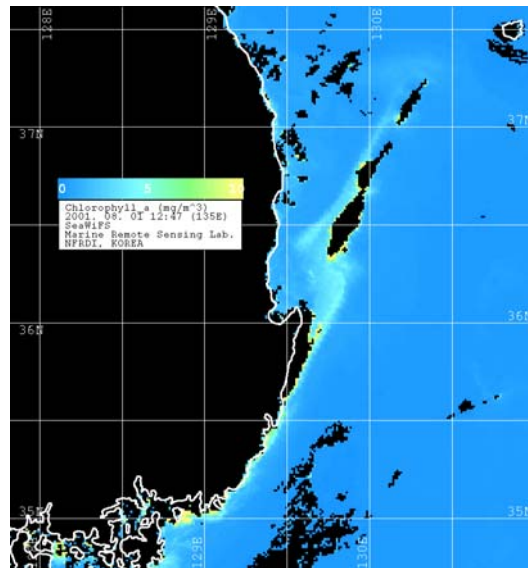 128E
129E
130E
37N
0 5 10
Chlorophyll_a (mg/m^3)
2001. 08. 01 12:47 (135E)
SeaWiFS
Marine Remote Sensing Lab.
NFRDI, KOREA
36N 36N
35N 35N
129E
130E